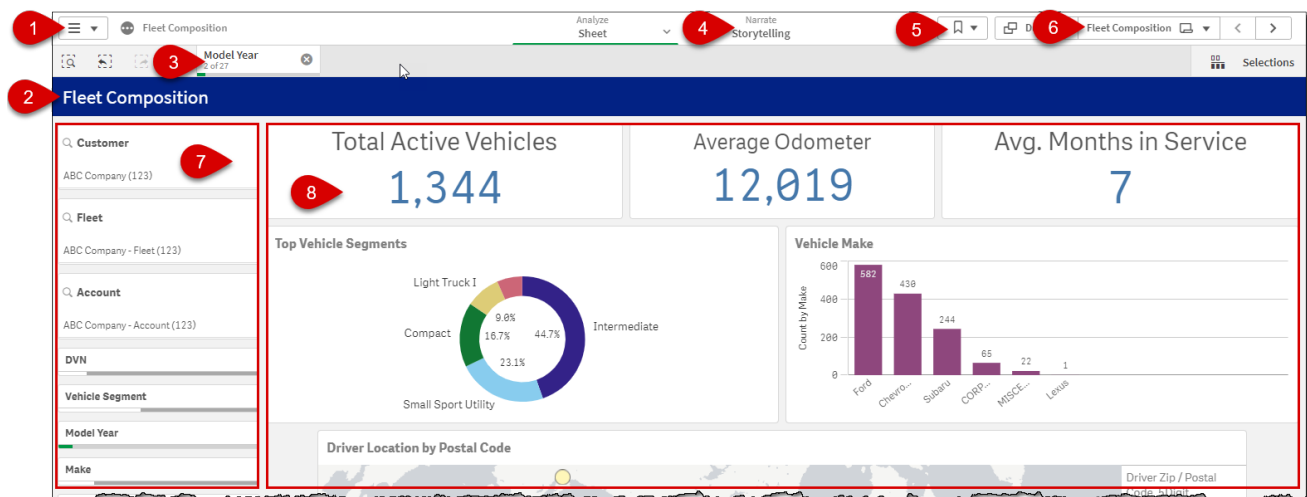 1
Fleet Composition
Analyze
Sheet
4
Narrate
Storytelling
5
6
Fleet Composition
3
Model Year
2 of 27
Selections
2
Fleet Composition
Customer
7
ABC Company (123)
Fleet
ABC Company - Fleet (123)
Account
ABC Company - Account (123)
DVN
Vehicle Segment
Model Year
Make
Total Active Vehicles
8
1,344
Average Odometer
12,019
Avg. Months in Service
7
Top Vehicle Segments
Light Truck I
Compact
Intermediate
Small Sport Utility
9.0%
16.7%
44.7%
23.1%
Vehicle Make
Count by Make
600
400
200
0
582
430
244
65
22
1
Ford
Chevro...
Subaru
CORP...
MISCE...
Lexus
Driver Location by Postal Code
Driver Zip / Postal
Code, 5 Digit